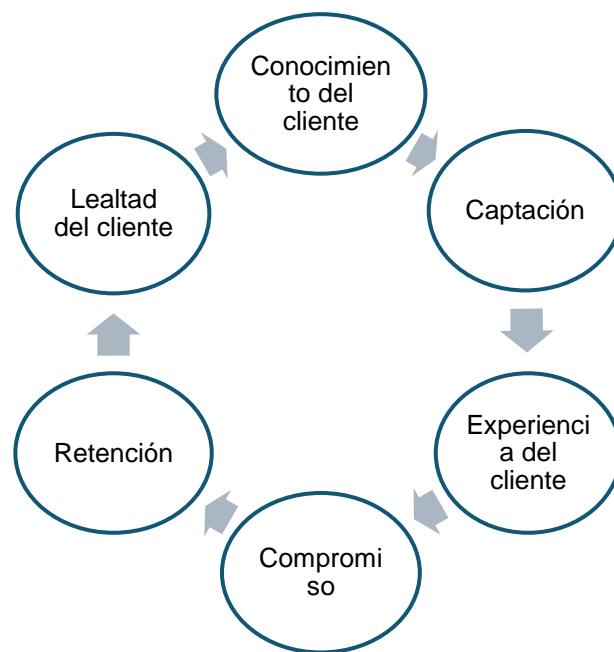 Conocimien
to del
cliente
Captación
Experienci
a del
cliente
Compromi
so
Retención
Lealtad
del cliente